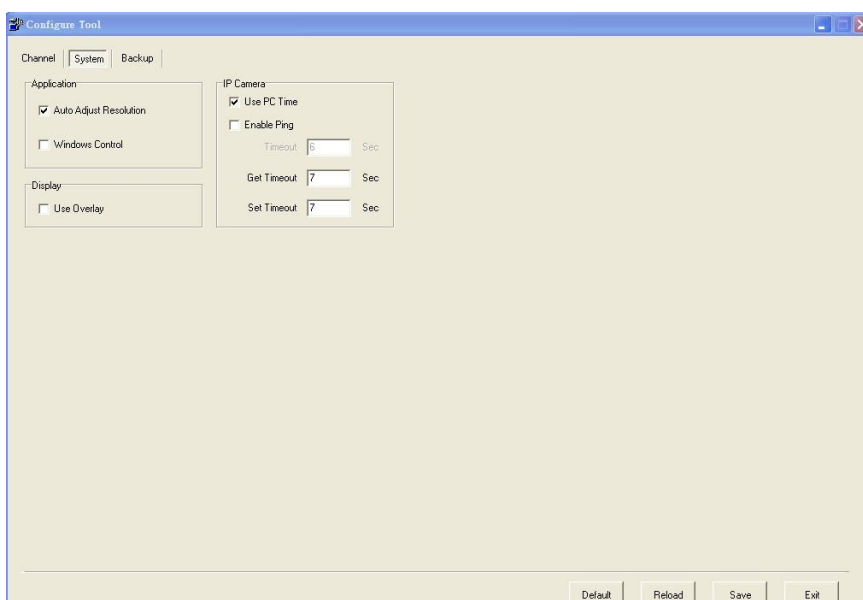 Configure Tool
Channel System Backup
Application
Auto Adjust Resolution
Windows Control
Display
Use Overlay
IP Camera
Use PC Time
Enable Ping
Timeout 6 Sec
Get Timeout 7 Sec
Set Timeout 7 Sec
Default Reload Save Exit